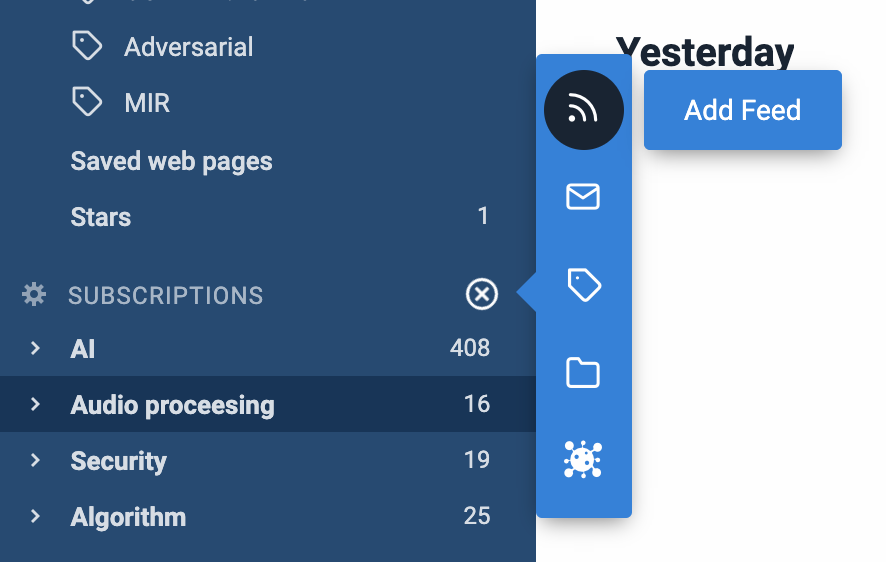 Adversarial
Yesterday
MIR
Add Feed
Saved web pages
Stars 1
SUBSCRIPTIONS
AI 408
Audio proceesing 16
Security 19
Algorithm 25